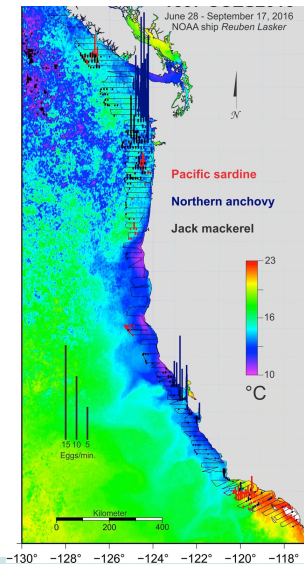 June 28 - September 17, 2016
NOAA ship Reuben Lasker
N
Pacific sardine
Northern anchovy
Jack mackerel
23
16
10
°C
15 10 5
Eggs/min.
Kilometer
0 200 400
−130° −128° −126° −124° −122° −120° −118°